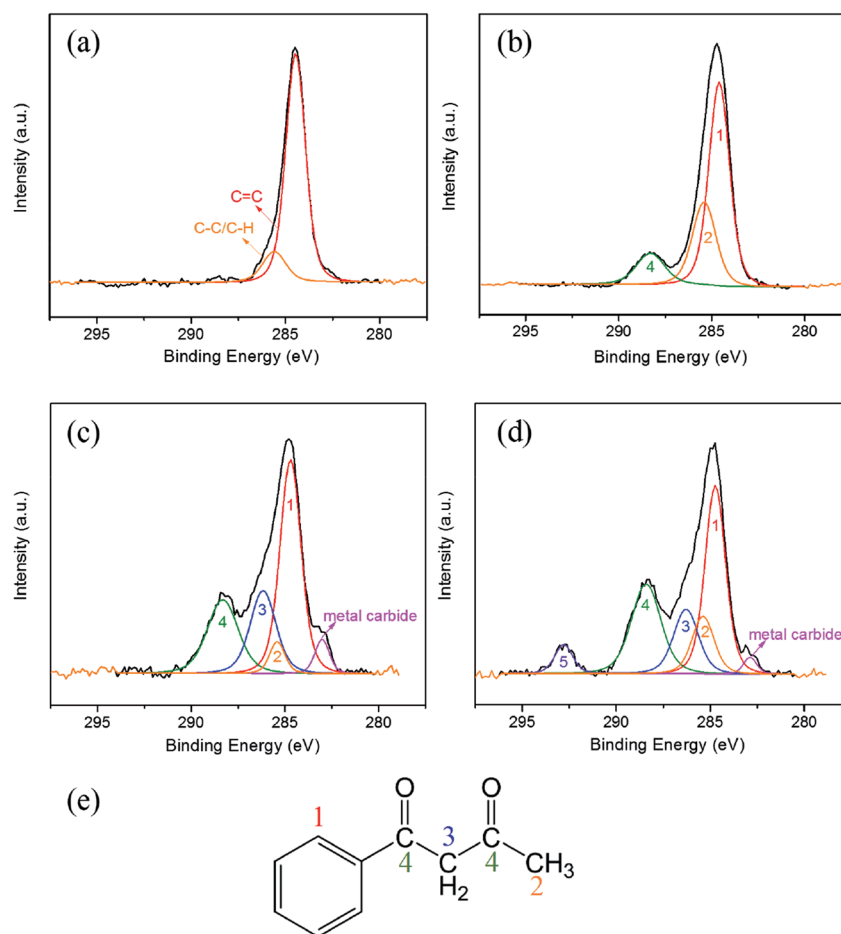 (a)
Intensity (a.u.)
C=C
C-C/C-H
295 290 285 280
Binding Energy (eV)
(b)
Intensity (a.u.)
1
2
4
295 290 285 280
Binding Energy (eV)
(c)
Intensity (a.u.)
1
3
4
2
metal carbide
295 290 285 280
Binding Energy (eV)
(d)
Intensity (a.u.)
1
4
3
2
5
metal carbide
295 290 285 280
Binding Energy (eV)
(e)
O O
1 3
C C C CH3
4 H2 4 2